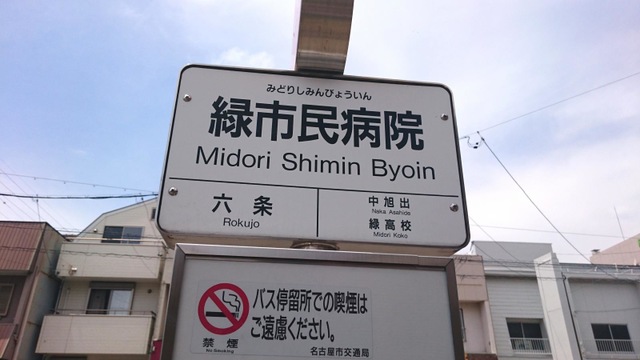 みどりしみんびょういん
緑市民病院
Midori Shimin Byoin
六条
Rokujo
中旭出
Naka Asahide
緑高校
Midori Koko
バス停留所での喫煙は
ご遠慮ください。
禁煙
No Smoking
名古屋市交通局